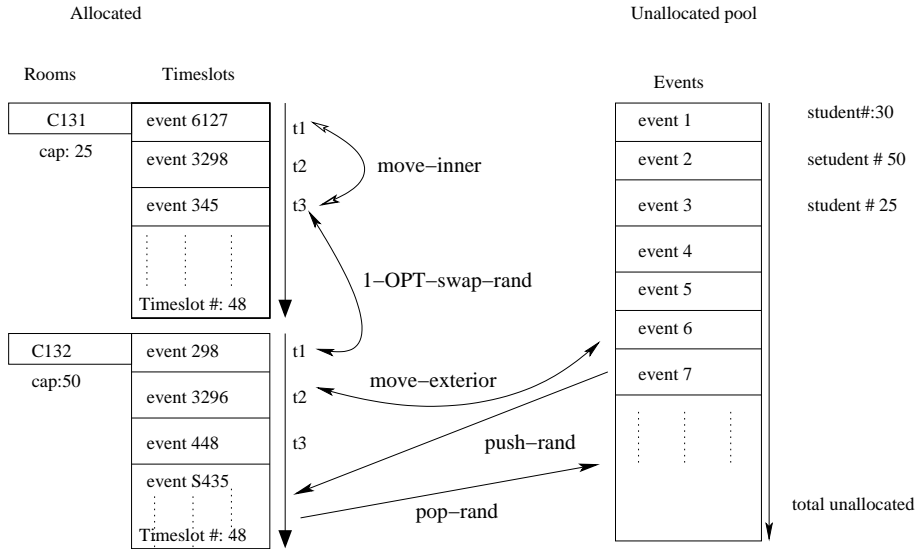 Allocated
Unallocated pool
Rooms
Timeslots
Events
C131
cap: 25
event 6127
event 3298
event 345
Timeslot #: 48
t1
t2
t3
move−inner
1−OPT−swap−rand
C132
cap:50
event 298
event 3296
event 448
event S435
Timeslot #: 48
t1
t2
t3
move−exterior
push−rand
pop−rand
event 1
event 2
event 3
event 4
event 5
event 6
event 7
student#:30
setudent # 50
student # 25
total unallocated